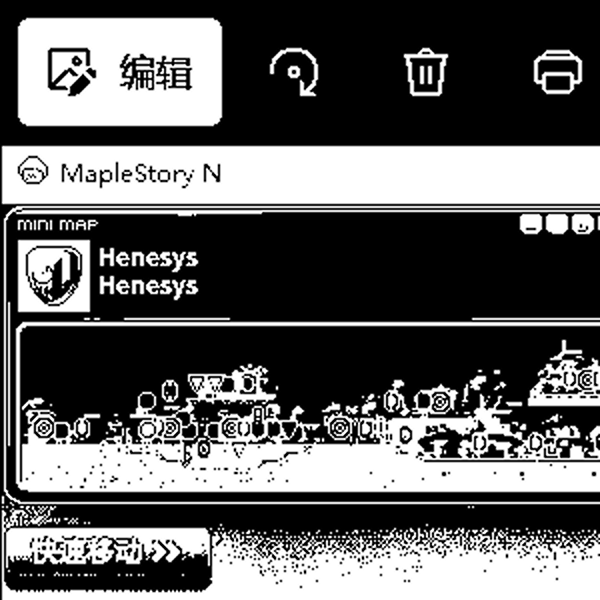 编辑
MapleStory N
MINI MAP
Henesys
Henesys
快速移动 >>